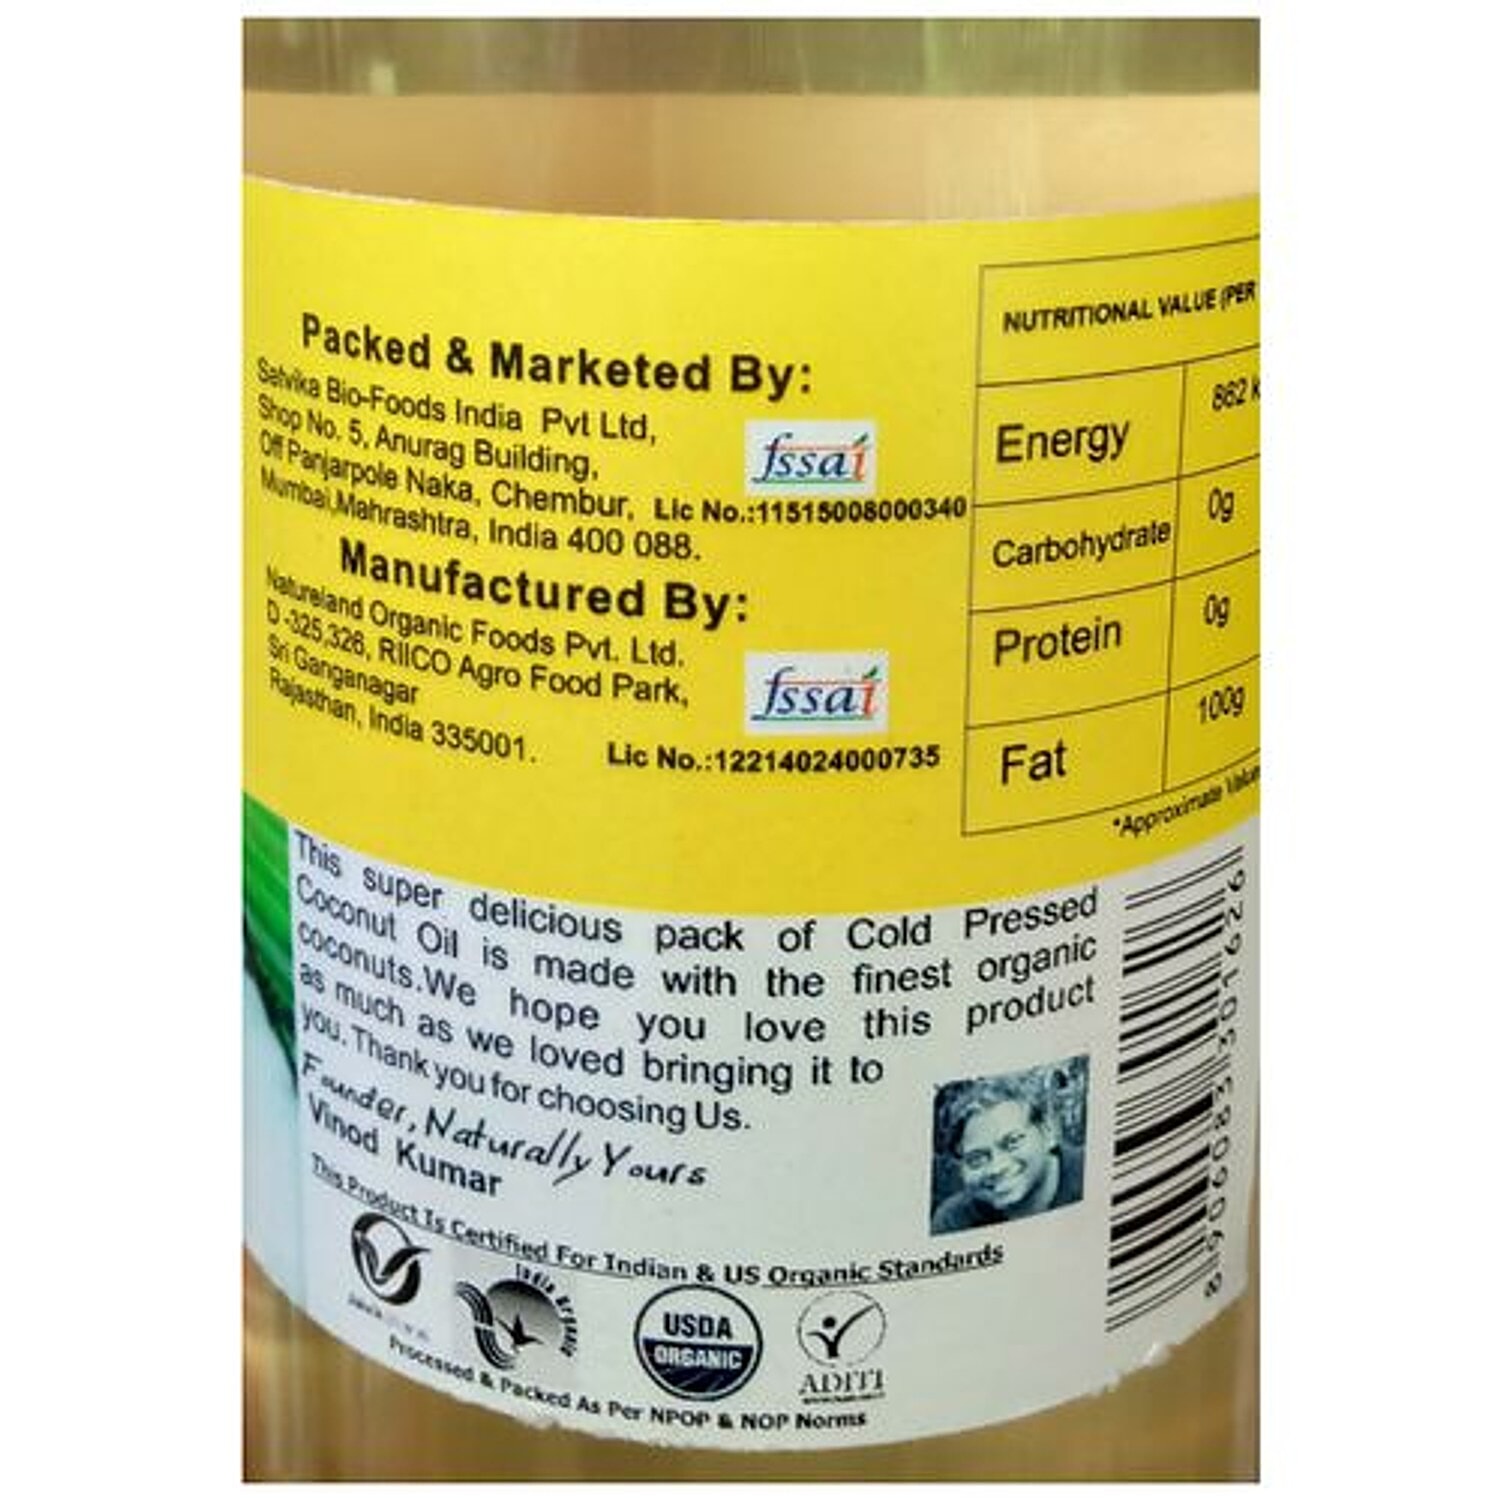 Packed & Marketed By:
Satvika Bio-Foods India Pvt Ltd,
Shop No. 5, Anurag Building,
Off Panjarpole Naka, Chembur,
Mumbai,Mahrashtra, India 400 088.
fssai
Lic No.:11515008000340
Manufactured By:
Natureland Organic Foods Pvt. Ltd.
D-325,326, RIICO Agro Food Park,
Sri Ganganagar
Rajasthan, India 335001.
fssai
Lic No.:12214024000735
NUTRITIONAL VALUE (PER
Energy 862 k
Carbohydrate 0g
Protein 0g
Fat 100g
*Approximate Value
This super delicious pack of Cold Pressed
Coconut Oil is made with the finest organic
coconuts.We hope you love this product
as much as we loved bringing it to
you.Thank you for choosing Us.
Founder, Naturally Yours
Vinod Kumar
This Product Is Certified For Indian & US Organic Standards
India Organic
USDA
ORGANIC
ADITI
Processed & Packed As Per NPOP & NOP Norms
8906083301626